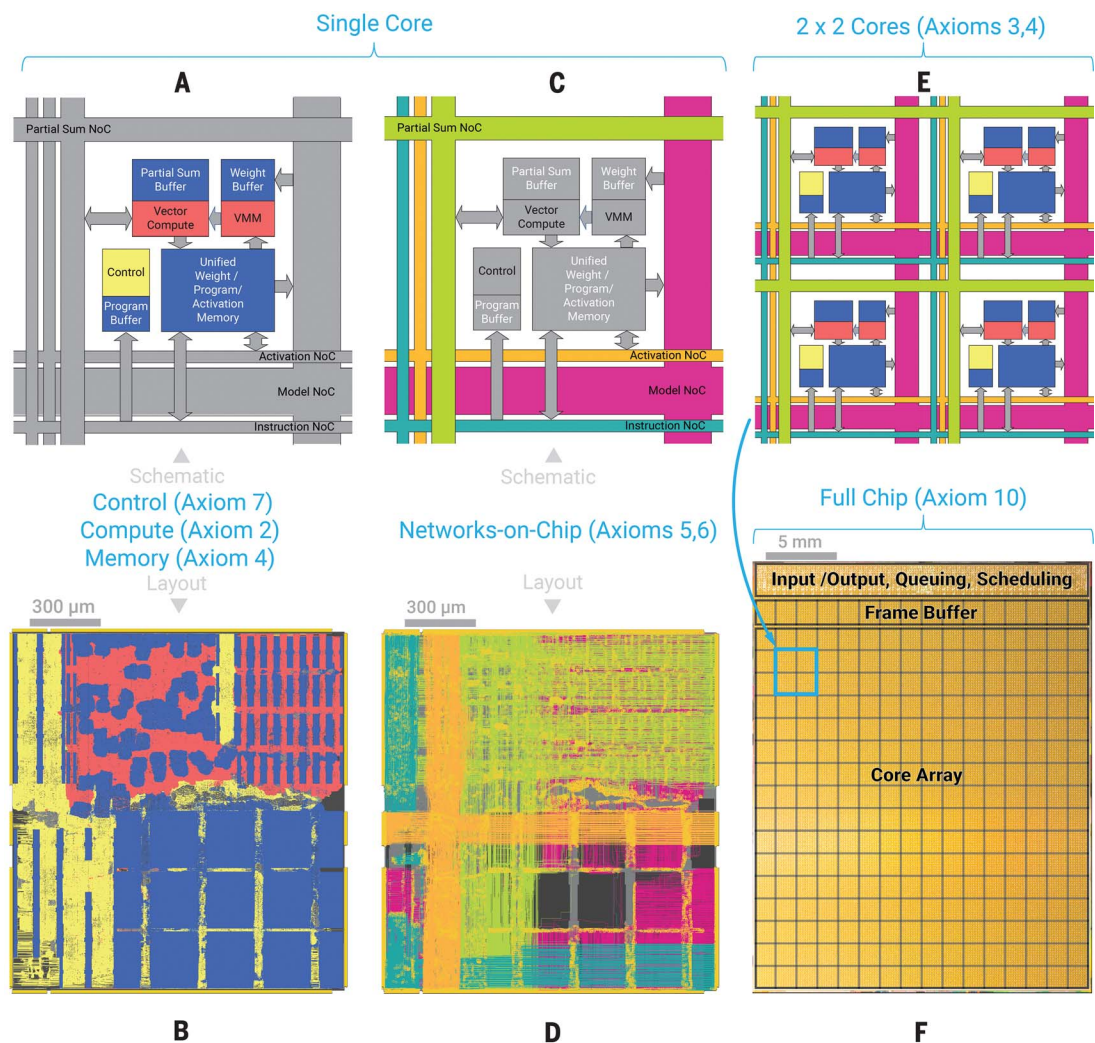 Single Core
2 x 2 Cores (Axioms 3,4)
A
C
E
Partial Sum NoC
Partial Sum
Buffer
Weight
Buffer
Vector
Compute
VMM
Control
Program
Buffer
Unified
Weight /
Program/
Activation
Memory
Activation NoC
Model NoC
Instruction NoC
Partial Sum NoC
Partial Sum
Buffer
Weight
Buffer
Vector
Compute
VMM
Control
Program
Buffer
Unified
Weight /
Program/
Activation
Memory
Activation NoC
Model NoC
Instruction NoC
Schematic
Control (Axiom 7)
Compute (Axiom 2)
Memory (Axiom 4)
Layout
300 µm
Schematic
Networks-on-Chip (Axioms 5,6)
Layout
300 µm
Full Chip (Axiom 10)
5 mm
Input /Output, Queuing, Scheduling
Frame Buffer
Core Array
B
D
F